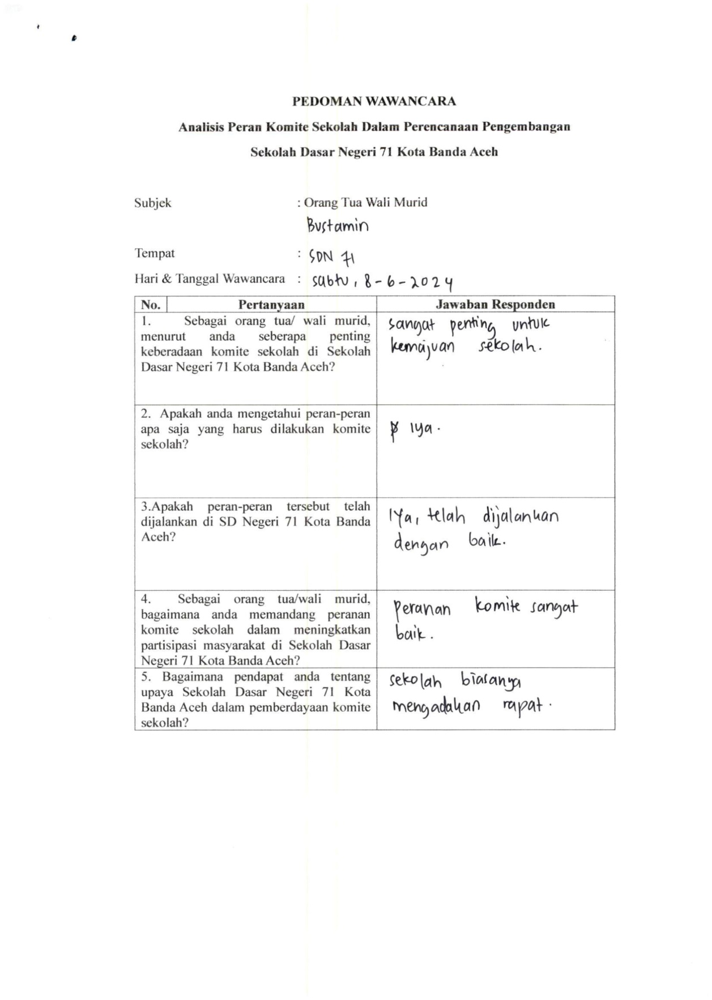 PEDOMAN WAWANCARA
Analisis Peran Komite Sekolah Dalam Perencanaan Pengembangan
Sekolah Dasar Negeri 71 Kota Banda Aceh
Subjek : Orang Tua Wali Murid
Bustamin
Tempat : SDN 71
Hari & Tanggal Wawancara : sabtu, 8-6-2024
No. Pertanyaan Jawaban Responden
1. Sebagai orang tua/ wali murid,
menurut anda seberapa penting
keberadaan komite sekolah di Sekolah
Dasar Negeri 71 Kota Banda Aceh?
sangat penting untuk
kemajuan sekolah.
2. Apakah anda mengetahui peran-peran
apa saja yang harus dilakukan komite
sekolah?
Iya.
3.Apakah peran-peran tersebut telah
dijalankan di SD Negeri 71 Kota Banda
Aceh?
Iya, telah dijalankan
dengan baik.
4. Sebagai orang tua/wali murid,
bagaimana anda memandang peranan
komite sekolah dalam meningkatkan
partisipasi masyarakat di Sekolah Dasar
Negeri 71 Kota Banda Aceh?
Peranan komite sangat
baik.
5. Bagaimana pendapat anda tentang
upaya Sekolah Dasar Negeri 71 Kota
Banda Aceh dalam pemberdayaan komite
sekolah?
sekolah biasanya
mengadakan rapat.